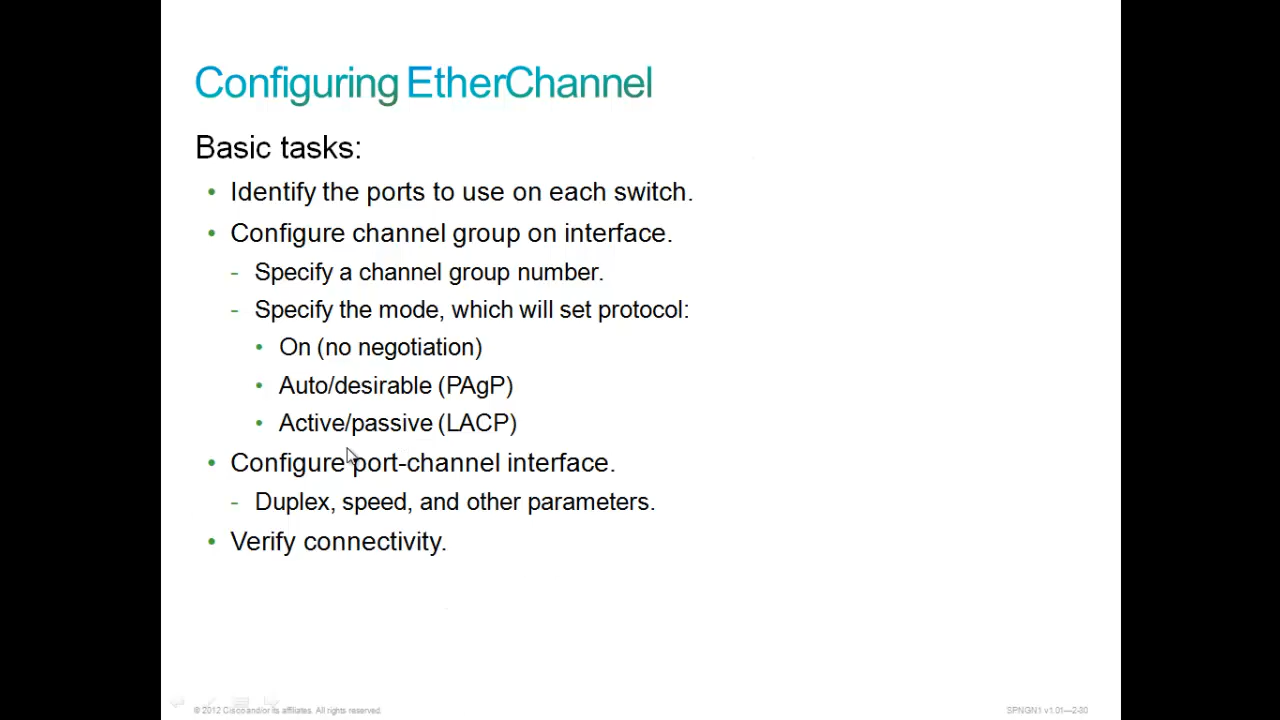 Configuring EtherChannel
Basic tasks:
• Identify the ports to use on each switch.
• Configure channel group on interface.
- Specify a channel group number.
- Specify the mode, which will set protocol:
• On (no negotiation)
• Auto/desirable (PAgP)
• Active/passive (LACP)
• Configure port-channel interface.
- Duplex, speed, and other parameters.
• Verify connectivity.
© 2012 Cisco and/or its affiliates. All rights reserved.
SPNGN1 v1.01—2-80